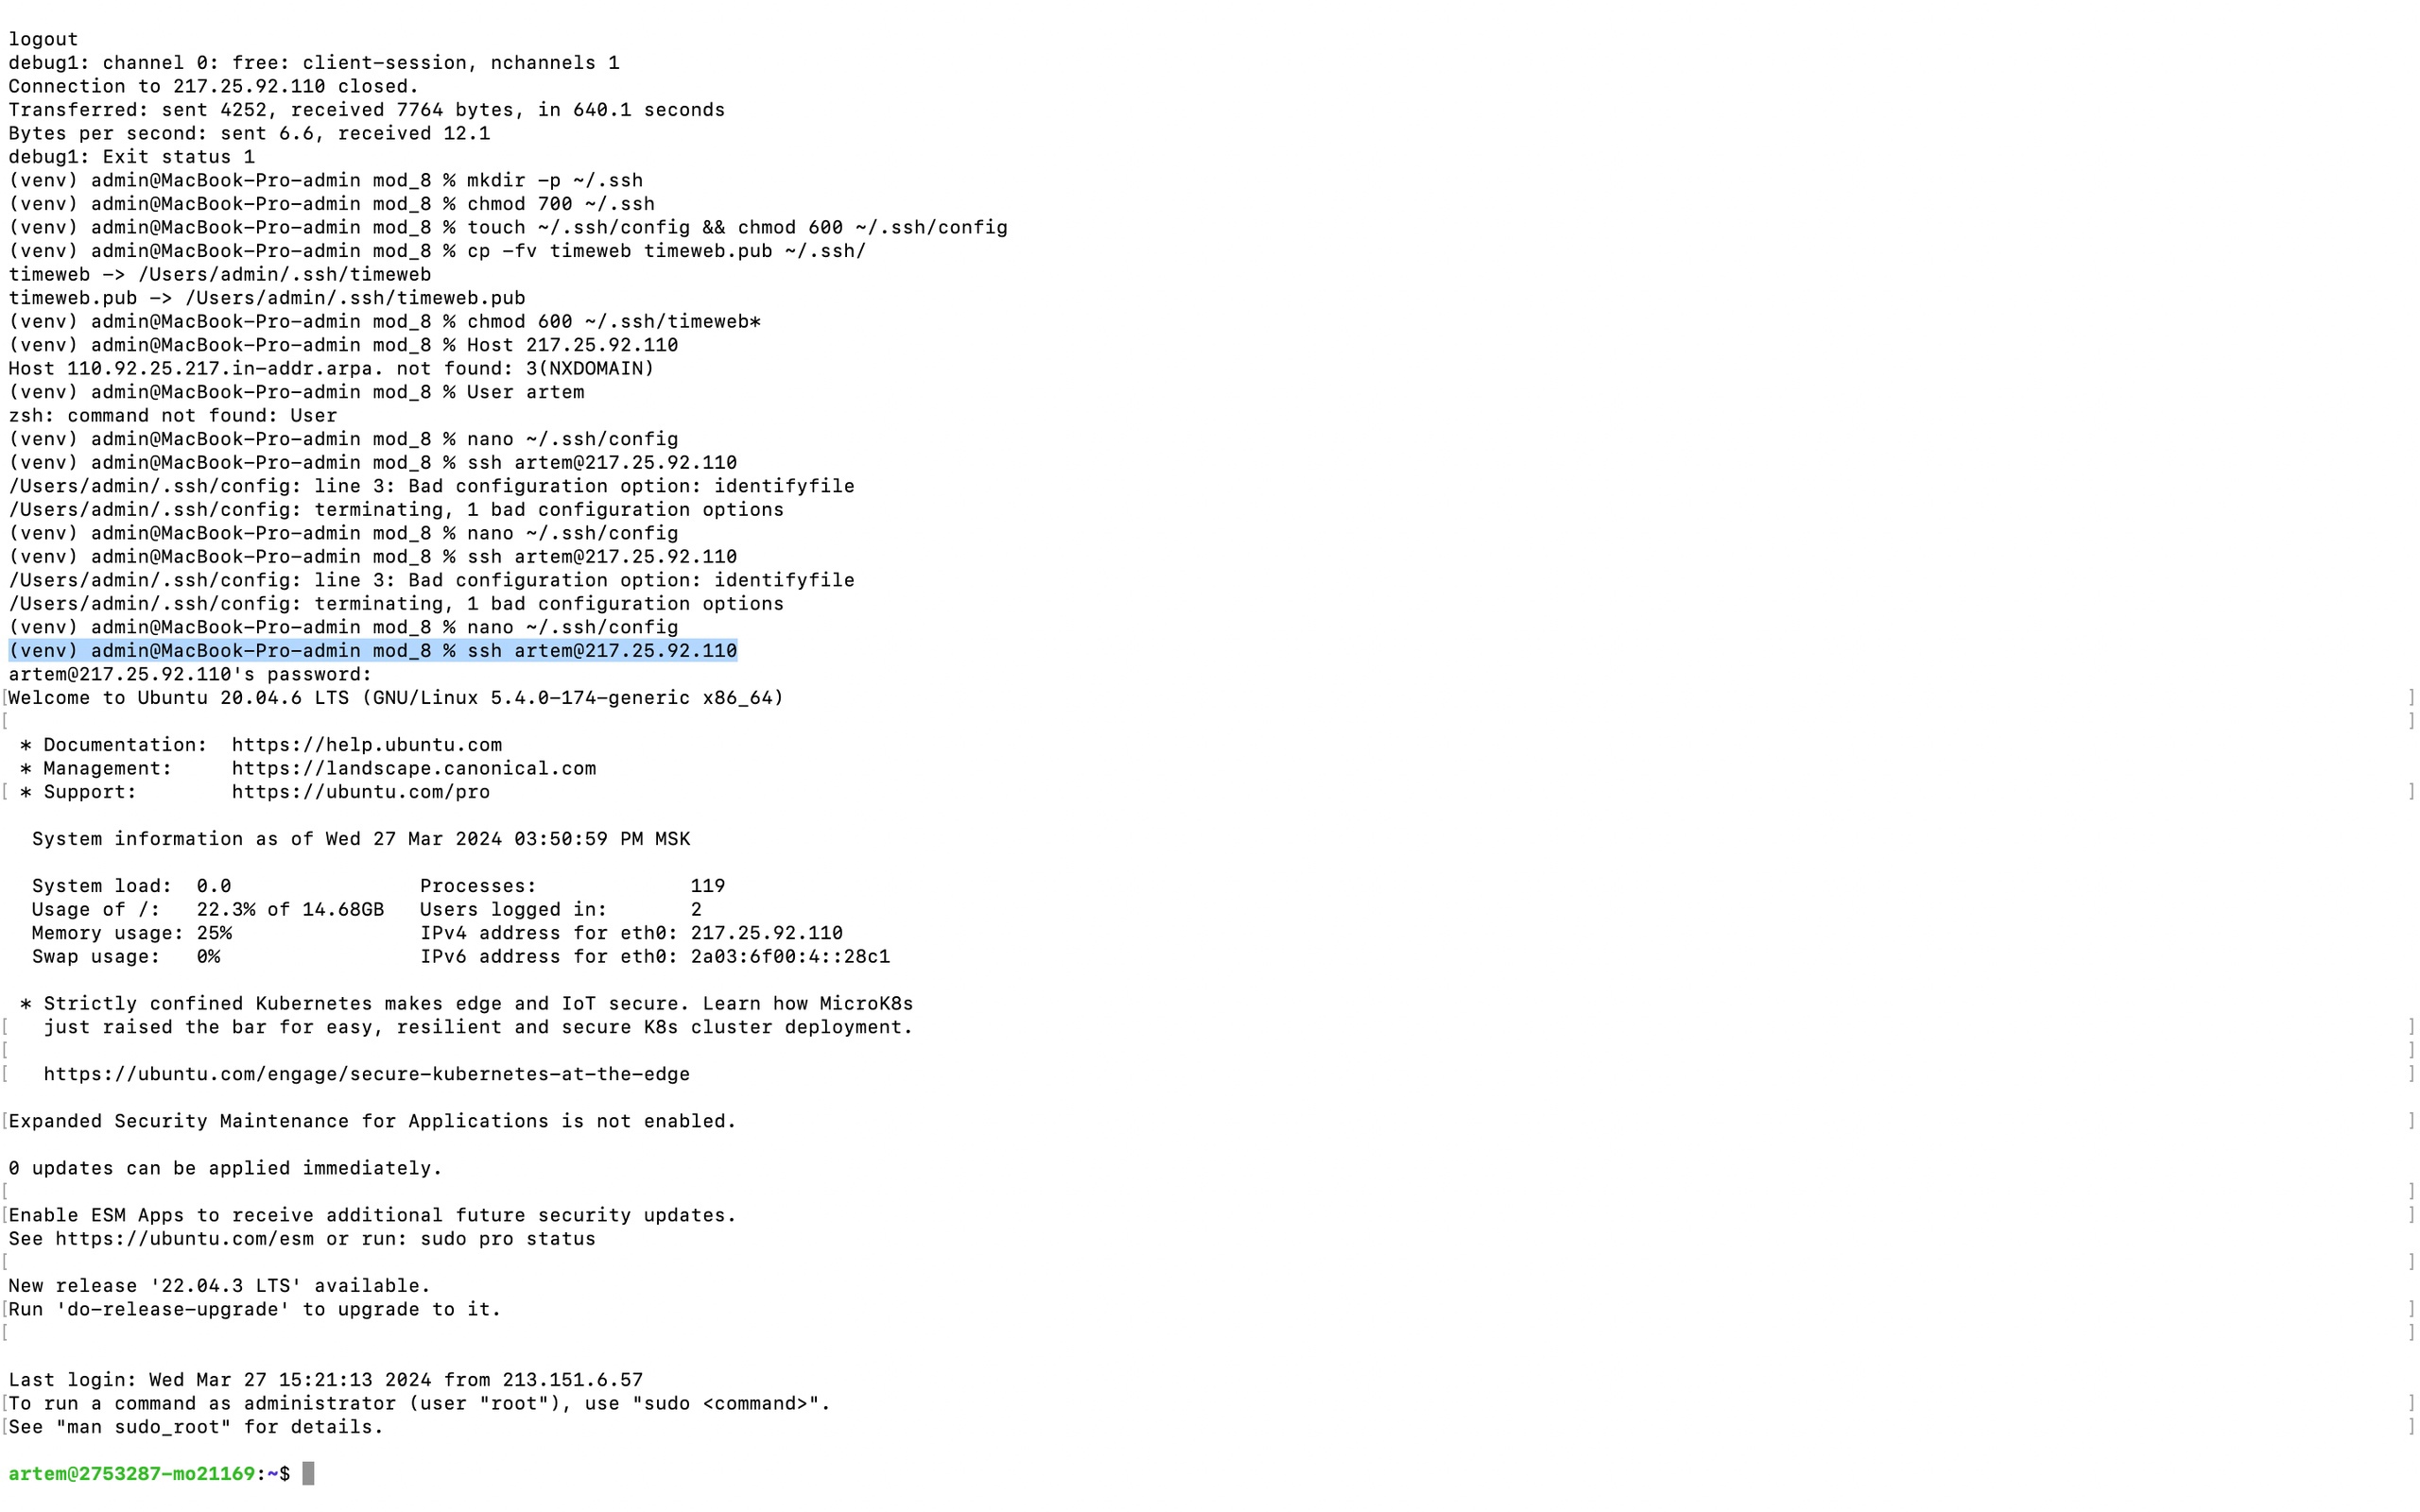 logout
debug1: channel 0: free: client-session, nchannels 1
Connection to 217.25.92.110 closed.
Transferred: sent 4252, received 7764 bytes, in 640.1 seconds
Bytes per second: sent 6.6, received 12.1
debug1: Exit status 1
(venv) admin@MacBook-Pro-admin mod_8 % mkdir -p ~/.ssh
(venv) admin@MacBook-Pro-admin mod_8 % chmod 700 ~/.ssh
(venv) admin@MacBook-Pro-admin mod_8 % touch ~/.ssh/config && chmod 600 ~/.ssh/config
(venv) admin@MacBook-Pro-admin mod_8 % cp -fv timeweb timeweb.pub ~/.ssh/
timeweb -> /Users/admin/.ssh/timeweb
timeweb.pub -> /Users/admin/.ssh/timeweb.pub
(venv) admin@MacBook-Pro-admin mod_8 % chmod 600 ~/.ssh/timeweb*
(venv) admin@MacBook-Pro-admin mod_8 % Host 217.25.92.110
Host 110.92.25.217.in-addr.arpa. not found: 3(NXDOMAIN)
(venv) admin@MacBook-Pro-admin mod_8 % User artem
zsh: command not found: User
(venv) admin@MacBook-Pro-admin mod_8 % nano ~/.ssh/config
(venv) admin@MacBook-Pro-admin mod_8 % ssh artem@217.25.92.110
/Users/admin/.ssh/config: line 3: Bad configuration option: identifyfile
/Users/admin/.ssh/config: terminating, 1 bad configuration options
(venv) admin@MacBook-Pro-admin mod_8 % nano ~/.ssh/config
(venv) admin@MacBook-Pro-admin mod_8 % ssh artem@217.25.92.110
/Users/admin/.ssh/config: line 3: Bad configuration option: identifyfile
/Users/admin/.ssh/config: terminating, 1 bad configuration options
(venv) admin@MacBook-Pro-admin mod_8 % nano ~/.ssh/config
(venv) admin@MacBook-Pro-admin mod_8 % ssh artem@217.25.92.110
artem@217.25.92.110's password:
[Welcome to Ubuntu 20.04.6 LTS (GNU/Linux 5.4.0-174-generic x86_64) ]
[ ]
* Documentation: https://help.ubuntu.com
* Management: https://landscape.canonical.com
[ * Support: https://ubuntu.com/pro ]
System information as of Wed 27 Mar 2024 03:50:59 PM MSK
System load: 0.0 Processes: 119
Usage of /: 22.3% of 14.68GB Users logged in: 2
Memory usage: 25% IPv4 address for eth0: 217.25.92.110
Swap usage: 0% IPv6 address for eth0: 2a03:6f00:4::28c1
* Strictly confined Kubernetes makes edge and IoT secure. Learn how MicroK8s
[ just raised the bar for easy, resilient and secure K8s cluster deployment. ]
[ ]
[ https://ubuntu.com/engage/secure-kubernetes-at-the-edge ]
[Expanded Security Maintenance for Applications is not enabled. ]
0 updates can be applied immediately.
[ ]
[Enable ESM Apps to receive additional future security updates. ]
See https://ubuntu.com/esm or run: sudo pro status
[ ]
New release '22.04.3 LTS' available.
[Run 'do-release-upgrade' to upgrade to it. ]
[ ]
Last login: Wed Mar 27 15:21:13 2024 from 213.151.6.57
[To run a command as administrator (user "root"), use "sudo <command>". ]
[See "man sudo_root" for details. ]
artem@2753287-mo21169:~$